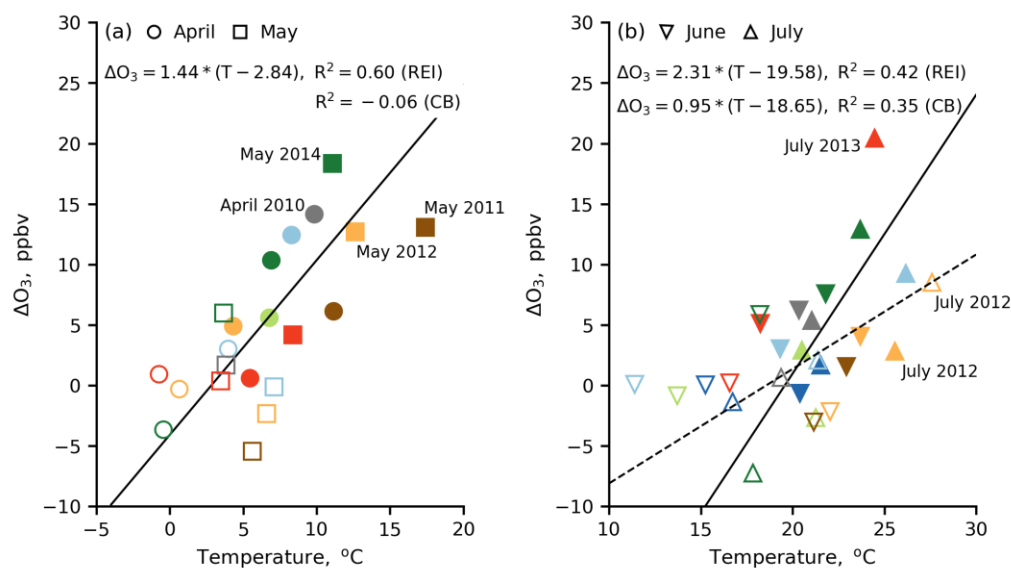 (a) April May
ΔO₃ = 1.44 * (T − 2.84), R² = 0.60 (REI)
R² = −0.06 (CB)
May 2014
April 2010
May 2011
May 2012
30
25
20
15
10
5
0
−5
−10
ΔO₃, ppbv
−5 0 5 10 15 20
Temperature, °C
(b) June July
ΔO₃ = 2.31 * (T − 19.58), R² = 0.42 (REI)
ΔO₃ = 0.95 * (T − 18.65), R² = 0.35 (CB)
July 2013
July 2012
July 2012
30
25
20
15
10
5
0
−5
−10
ΔO₃, ppbv
10 15 20 25 30
Temperature, °C